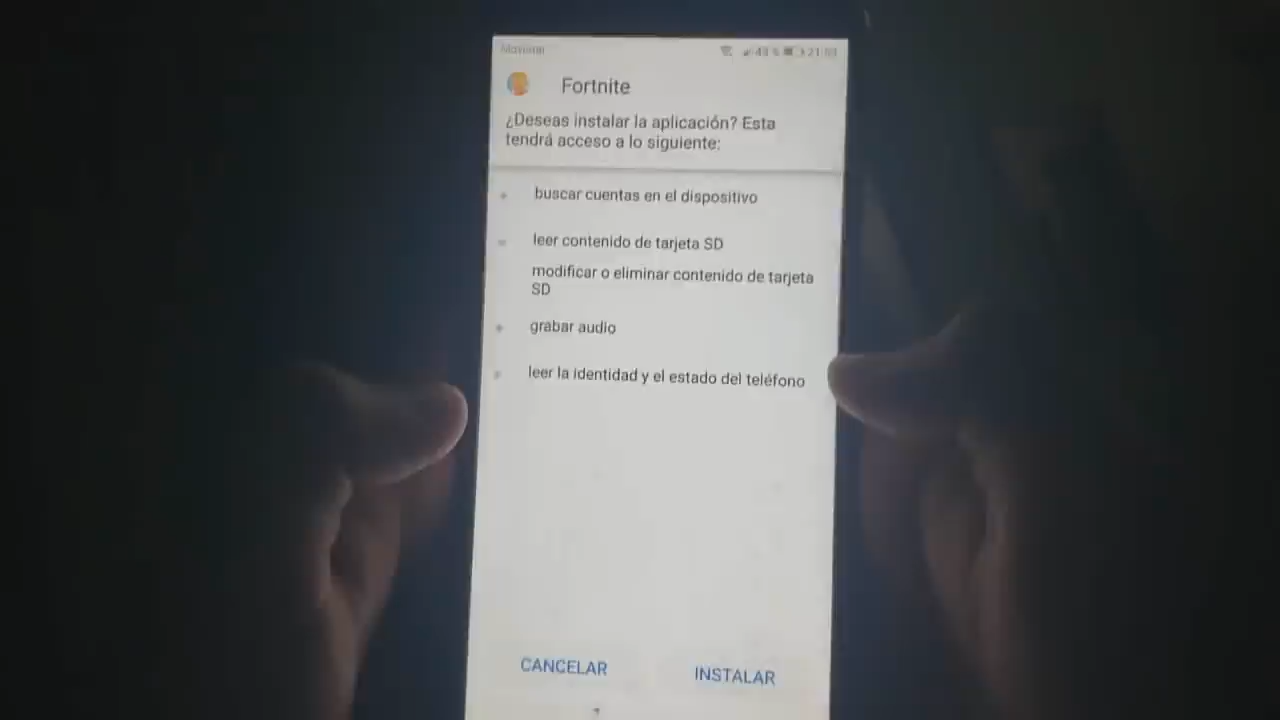 Movistar
Fortnite
¿Deseas instalar la aplicación? Esta
tendrá acceso a lo siguiente:
buscar cuentas en el dispositivo
leer contenido de tarjeta SD
modificar o eliminar contenido de tarjeta
SD
grabar audio
leer la identidad y el estado del teléfono
CANCELAR
INSTALAR